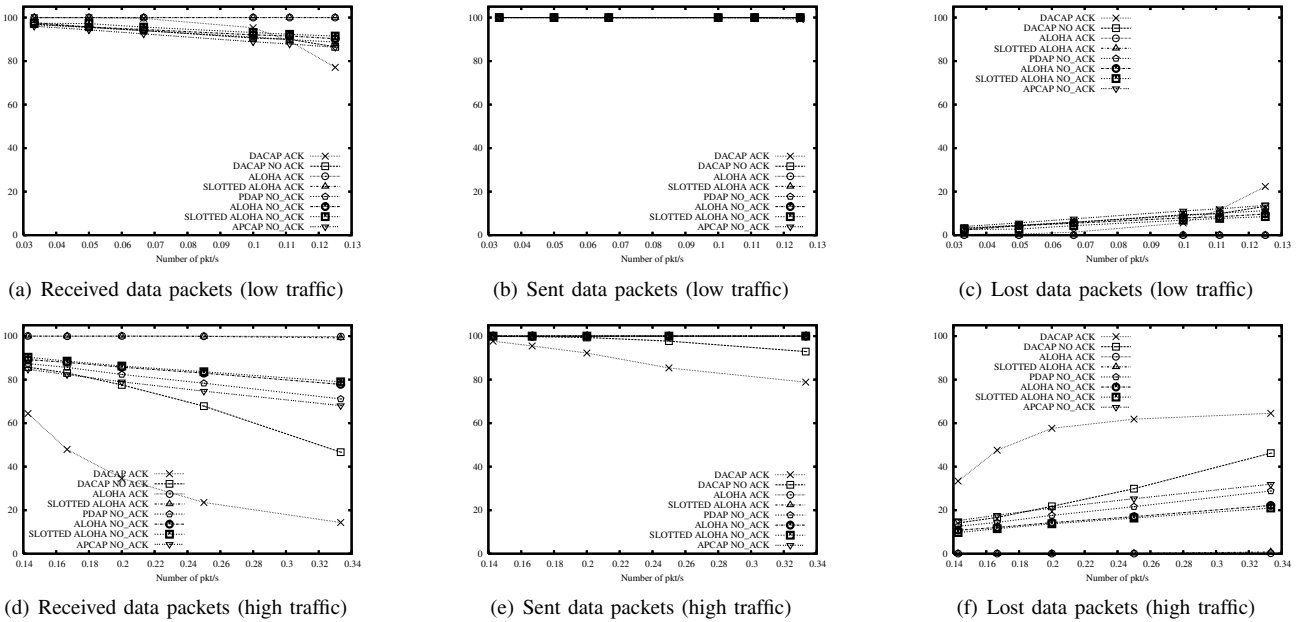 100
80
60
40
20
0
0.03 0.04 0.05 0.06 0.07 0.08 0.09 0.1 0.11 0.12 0.13
Number of pkt/s
DACAP ACK
DACAP NO ACK
ALOHA ACK
SLOTTED ALOHA ACK
PDAP NO_ACK
ALOHA NO_ACK
SLOTTED ALOHA NO_ACK
APCAP NO_ACK
(a) Received data packets (low traffic)
100
80
60
40
20
0
0.03 0.04 0.05 0.06 0.07 0.08 0.09 0.1 0.11 0.12 0.13
Number of pkt/s
DACAP ACK
DACAP NO ACK
ALOHA ACK
SLOTTED ALOHA ACK
PDAP NO_ACK
ALOHA NO_ACK
SLOTTED ALOHA NO_ACK
APCAP NO_ACK
(b) Sent data packets (low traffic)
100
80
60
40
20
0
0.03 0.04 0.05 0.06 0.07 0.08 0.09 0.1 0.11 0.12 0.13
Number of pkt/s
DACAP ACK
DACAP NO ACK
ALOHA ACK
SLOTTED ALOHA ACK
PDAP NO_ACK
ALOHA NO_ACK
SLOTTED ALOHA NO_ACK
APCAP NO_ACK
(c) Lost data packets (low traffic)
100
80
60
40
20
0
0.14 0.16 0.18 0.2 0.22 0.24 0.26 0.28 0.3 0.32 0.34
Number of pkt/s
DACAP ACK
DACAP NO ACK
ALOHA ACK
SLOTTED ALOHA ACK
PDAP NO_ACK
ALOHA NO_ACK
SLOTTED ALOHA NO_ACK
APCAP NO_ACK
(d) Received data packets (high traffic)
100
80
60
40
20
0
0.14 0.16 0.18 0.2 0.22 0.24 0.26 0.28 0.3 0.32 0.34
Number of pkt/s
DACAP ACK
DACAP NO ACK
ALOHA ACK
SLOTTED ALOHA ACK
PDAP NO_ACK
ALOHA NO_ACK
SLOTTED ALOHA NO_ACK
APCAP NO_ACK
(e) Sent data packets (high traffic)
100
80
60
40
20
0
0.14 0.16 0.18 0.2 0.22 0.24 0.26 0.28 0.3 0.32 0.34
Number of pkt/s
DACAP ACK
DACAP NO ACK
ALOHA ACK
SLOTTED ALOHA ACK
PDAP NO_ACK
ALOHA NO_ACK
SLOTTED ALOHA NO_ACK
APCAP NO_ACK
(f) Lost data packets (high traffic)